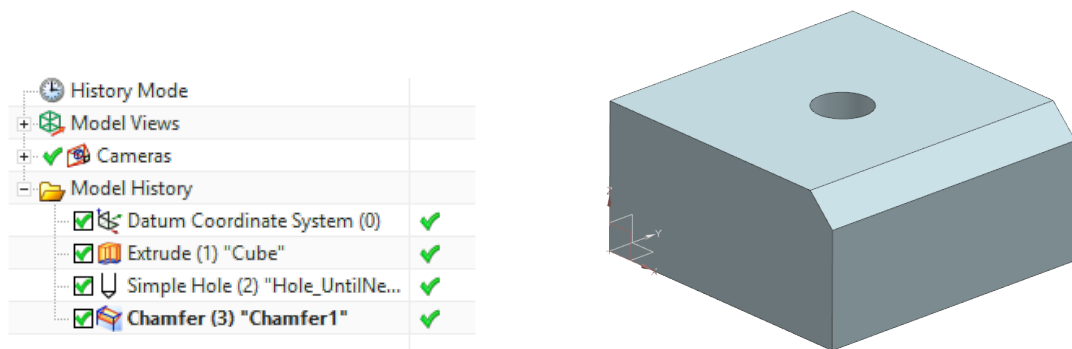 History Mode
Model Views
Cameras
Model History
Datum Coordinate System (0)
Extrude (1) "Cube"
Simple Hole (2) "Hole_UntilNe...
Chamfer (3) "Chamfer1"
Z
Y
X